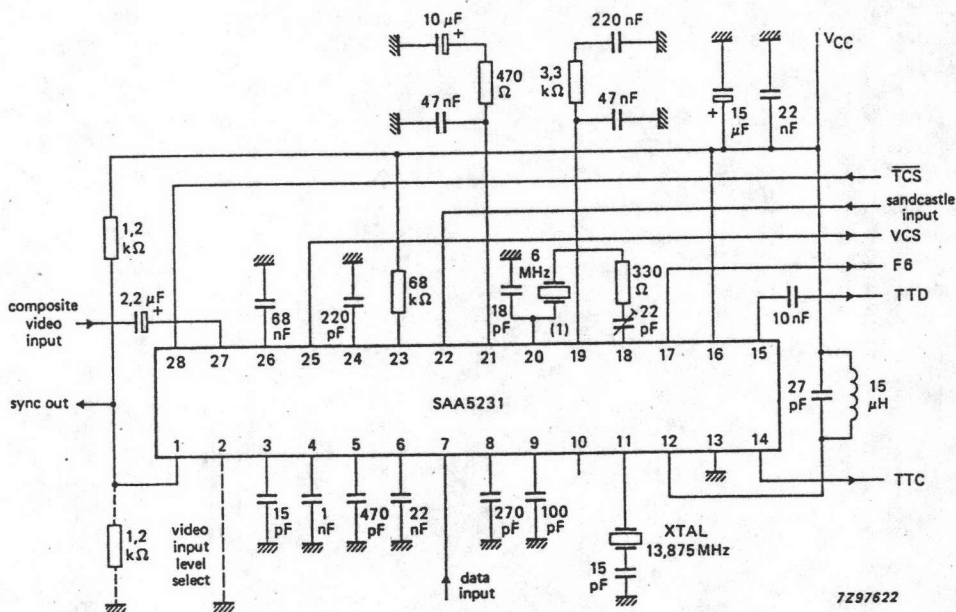 10 μF
+
220 nF
VCC
470 Ω
3,3 kΩ
47 nF
47 nF
+
15 μF
22 nF
TCS
sandcastle input
VCS
F6
TTD
1,2 kΩ
composite video input
2,2 μF
+
68 nF
220 pF
68 kΩ
18 pF
6 MHz
(1)
330 Ω
22 pF
10 nF
28 27 26 25 24 23 22 21 20 19 18 17 16 15
sync out
SAA5231
27 pF
15 μH
1 2 3 4 5 6 7 8 9 10 11 12 13 14
TTC
1,2 kΩ
video input level select
15 pF
1 nF
470 pF
22 nF
data input
270 pF
100 pF
XTAL
13,875 MHz
15 pF
7Z97622